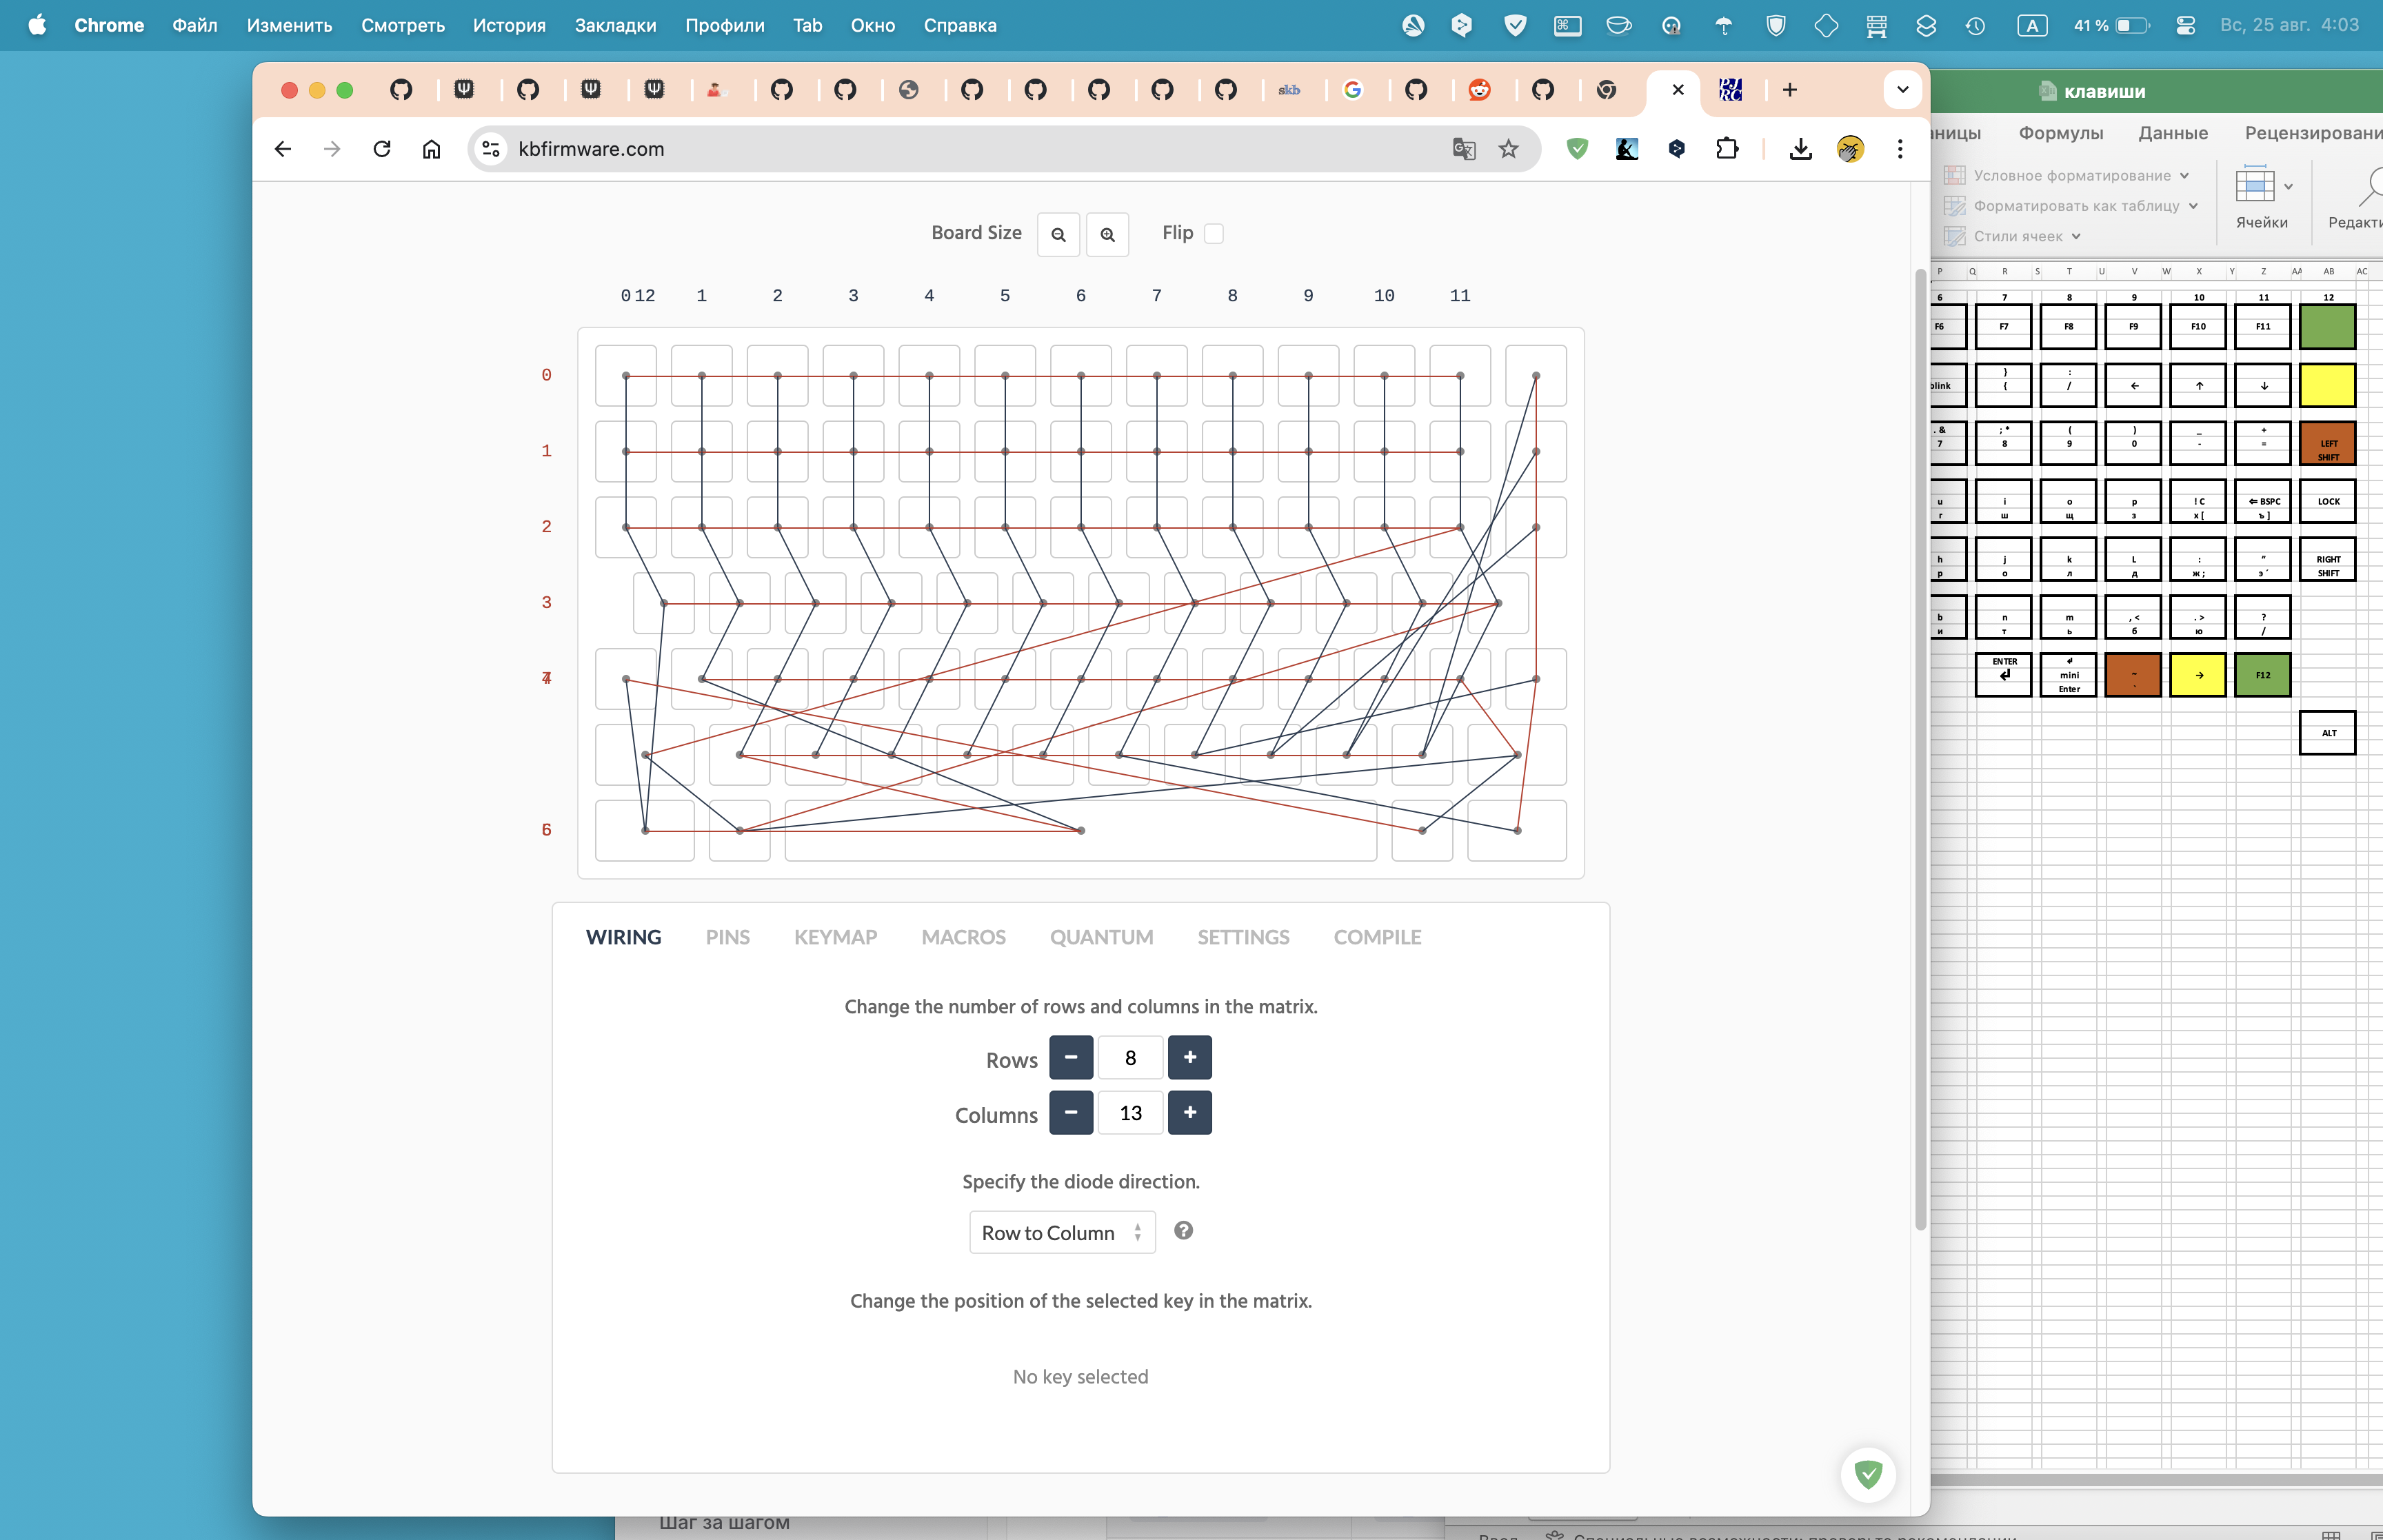 Chrome Файл Изменить Смотреть История Закладки Профили Tab Окно Справка A 41 % Вс, 25 авг. 4:03
skb
клавиши
kbfirmware.com
аницы Формулы Данные Рецензировани
Условное форматирование
Форматировать как таблицу
Стили ячеек
Ячейки
Редакти
Board Size Flip
0 12 1 2 3 4 5 6 7 8 9 10 11
0
1
2
3
6
P Q R S T U V W X Y Z AA AB AC
6 7 8 9 10 11 12
F6 F7 F8 F9 F10 F11
} :
blink { / ← ↑ ↓
. & ; * ( ) _ +
7 8 9 0 - = LEFT
SHIFT
u i o p ! C ⇐ BSPC LOCK
г ш щ з х [ ъ ]
h j k L : " RIGHT
р о л д ж ; э ´ SHIFT
b n m , < . > ?
и т ь б ю /
ENTER ↲ ~
↲ mini → F12
Enter `
ALT
WIRING PINS KEYMAP MACROS QUANTUM SETTINGS COMPILE
Change the number of rows and columns in the matrix.
Rows − 8 +
Columns − 13 +
Specify the diode direction.
Row to Column ?
Change the position of the selected key in the matrix.
No key selected
Шаг за шагом